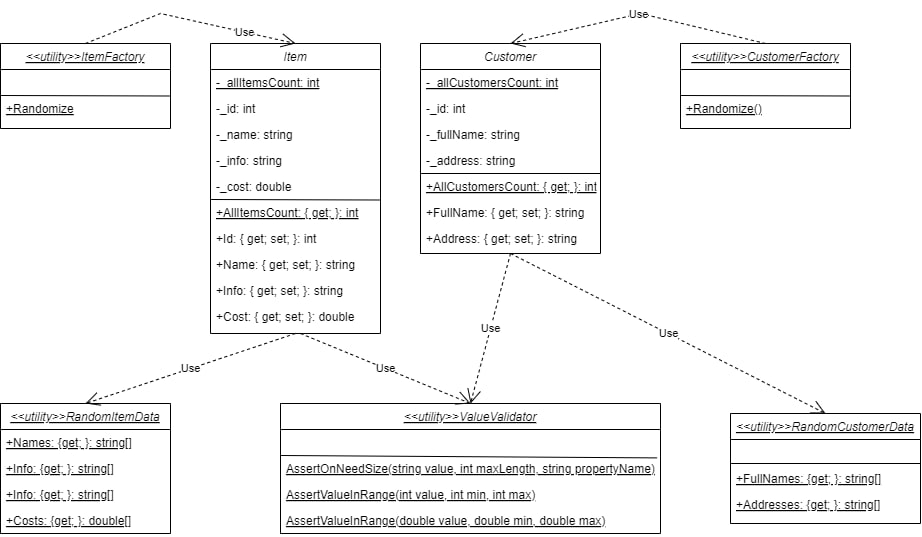 Use
Use
<<utility>>ItemFactory
+Randomize
Item
-_allItemsCount: int
-_id: int
-_name: string
-_info: string
-_cost: double
+AllItemsCount: { get; }: int
+Id: { get; set; }: int
+Name: { get; set; }: string
+Info: { get; set; }: string
+Cost: { get; set; }: double
Customer
-_allCustomersCount: int
-_id: int
-_fullName: string
-_address: string
+AllCustomersCount: { get; }: int
+FullName: { get; set; }: string
+Address: { get; set; }: string
<<utility>>CustomerFactory
+Randomize()
Use
Use
Use
Use
<<utility>>RandomItemData
+Names: {get; }: string[]
+Info: {get; }: string[]
+Info: {get; }: string[]
+Costs: {get; }: double[]
<<utility>>ValueValidator
AssertOnNeedSize(string value, int maxLength, string propertyName)
AssertValueInRange(int value, int min, int max)
AssertValueInRange(double value, double min, double max)
<<utility>>RandomCustomerData
+FullNames: {get; }: string[]
+Addresses: {get; }: string[]